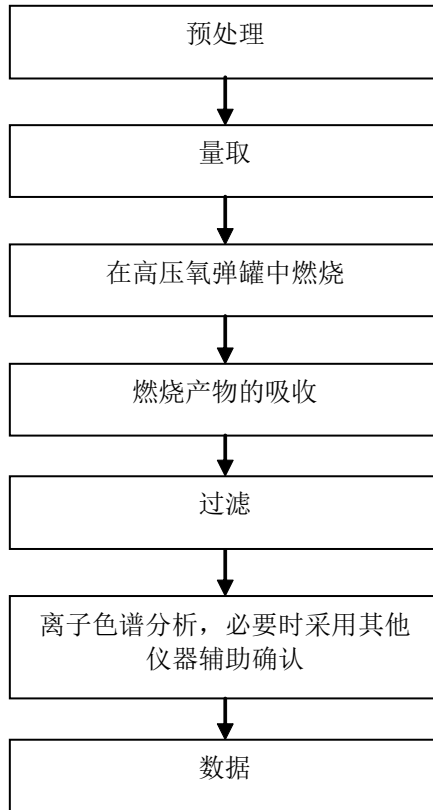 预处理
量取
在高压氧弹罐中燃烧
燃烧产物的吸收
过滤
离子色谱分析，必要时采用其他
仪器辅助确认
数据